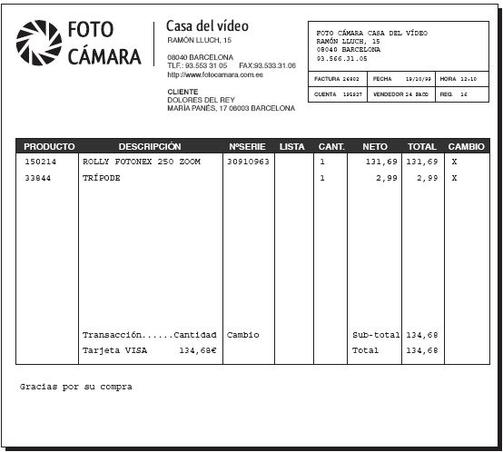 FOTO CÁMARA
Casa del vídeo
RAMÓN LLUCH, 15
08040 BARCELONA
TLF.: 93.553 31 05 FAX:93.533.31.06
http://www.fotocamara.com.es
CLIENTE
DOLORES DEL REY
MARÍA PANÉS, 17 08003 BARCELONA
FOTO CÁMARA CASA DEL VÍDEO
RAMÓN LLUCH, 15
08040 BARCELONA
93.566.31.05
FACTURA 26802 FECHA 19/10/99 HORA 12:10
CUENTA 191827 VENDEDOR 24 PACO REG. 16
PRODUCTO DESCRIPCIÓN NºSERIE LISTA CANT. NETO TOTAL CAMBIO
150214 ROLLY FOTONEX 250 ZOOM 30910963 1 131,69 131,69 X
33844 TRÍPODE 1 2,99 2,99 X
Transacción......Cantidad Cambio Sub-total 134,68
Tarjeta VISA 134,68€ Total 134,68
Gracias por su compra